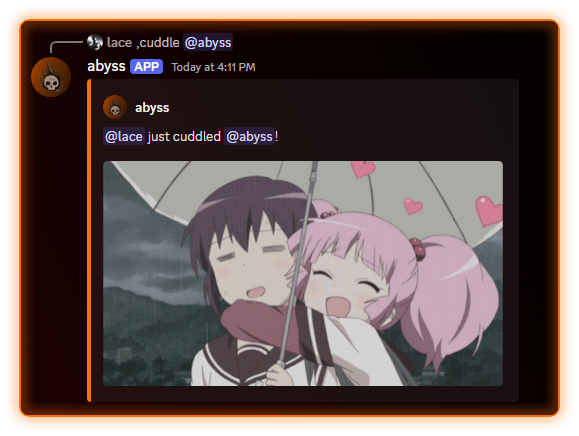 lace ,cuddle @abyss
abyss APP Today at 4:11 PM
abyss
@lace just cuddled @abyss!